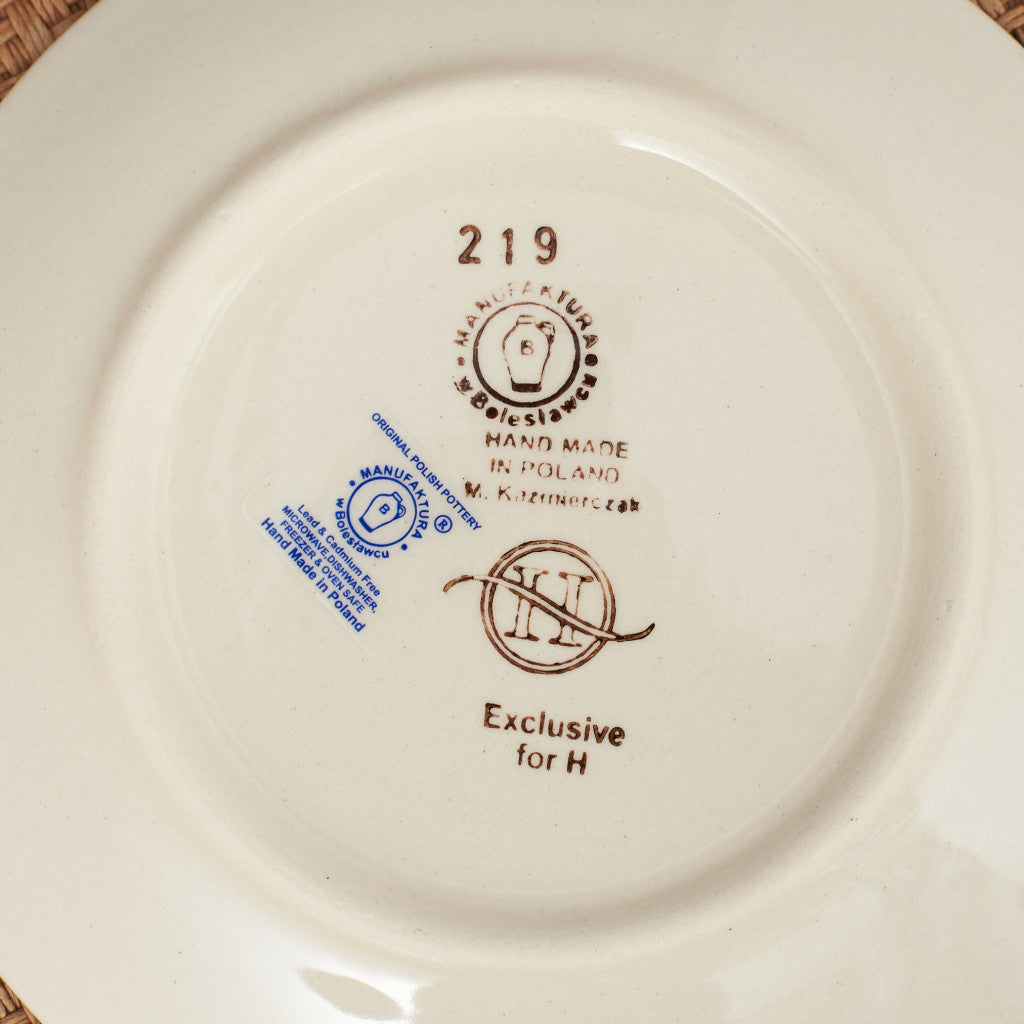 219
MANUFAKTURA
B
w Bolesławcu
HAND MADE
IN POLAND
M. Kazimierczak
ORIGINAL POLISH POTTERY
MANUFAKTURA ®
B
w Bolesławcu
Lead & Cadmium Free
MICROWAVE,DISHWASHER,
FREEZER & OVEN SAFE
Hand Made in Poland
H
Exclusive
for H